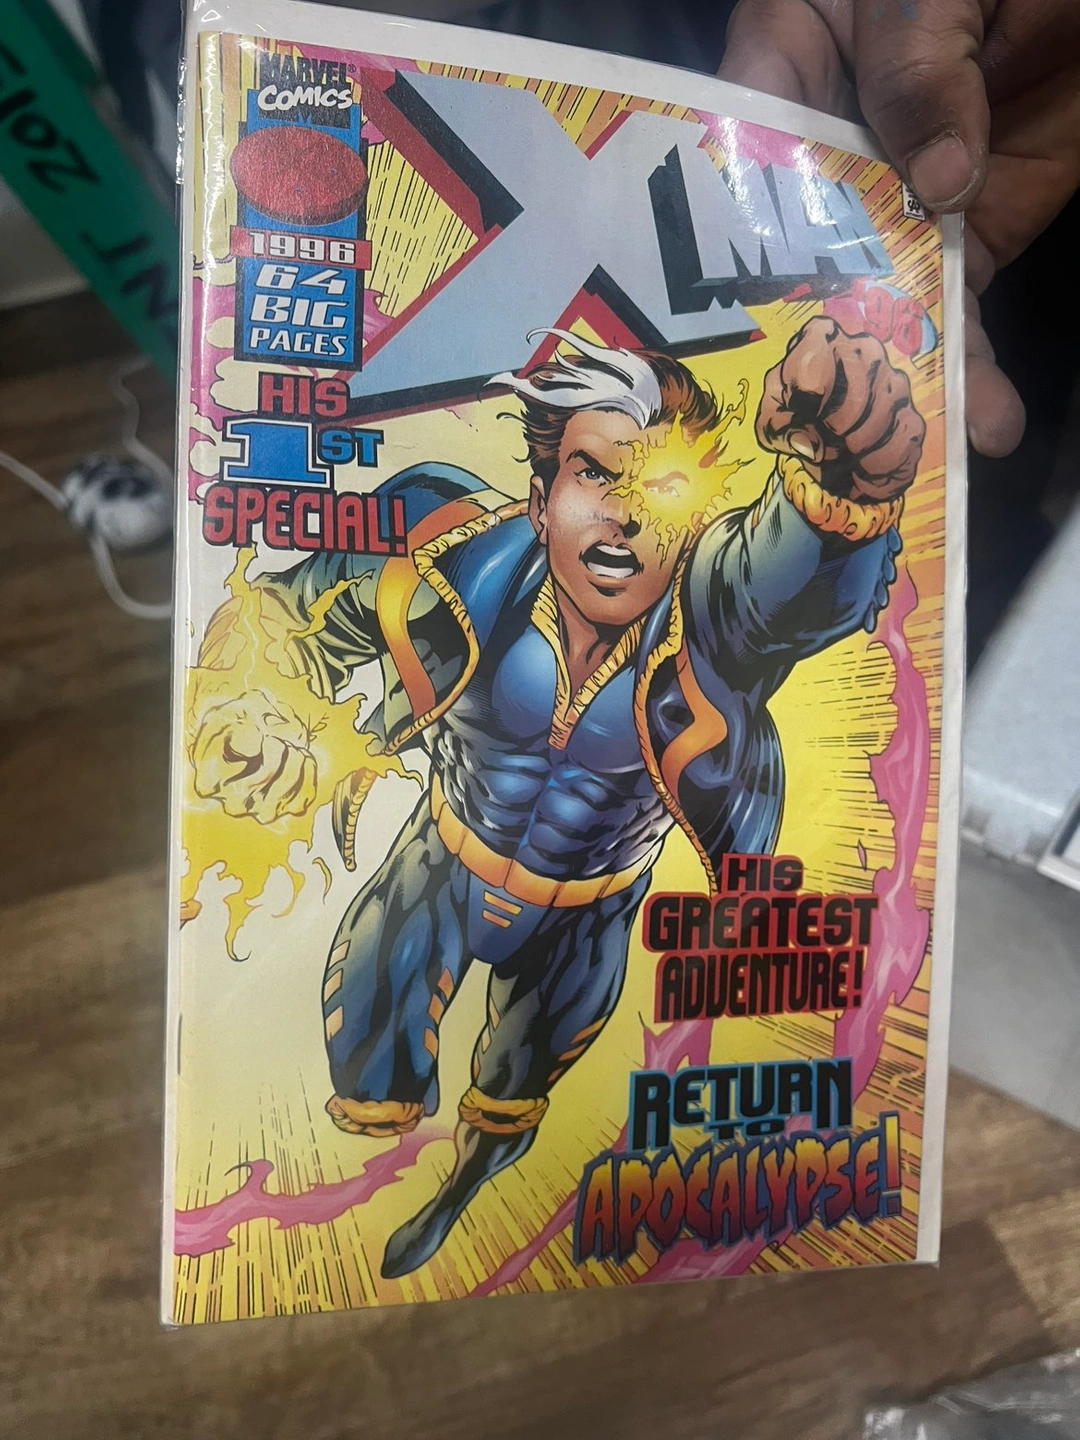 MARVEL®
COMICS
1996
64
BIG
PAGES
X-MAN
'96
HIS
1ST
SPECIAL!
HIS
GREATEST
ADVENTURE!
RETURN
TO
APOCALYPSE!